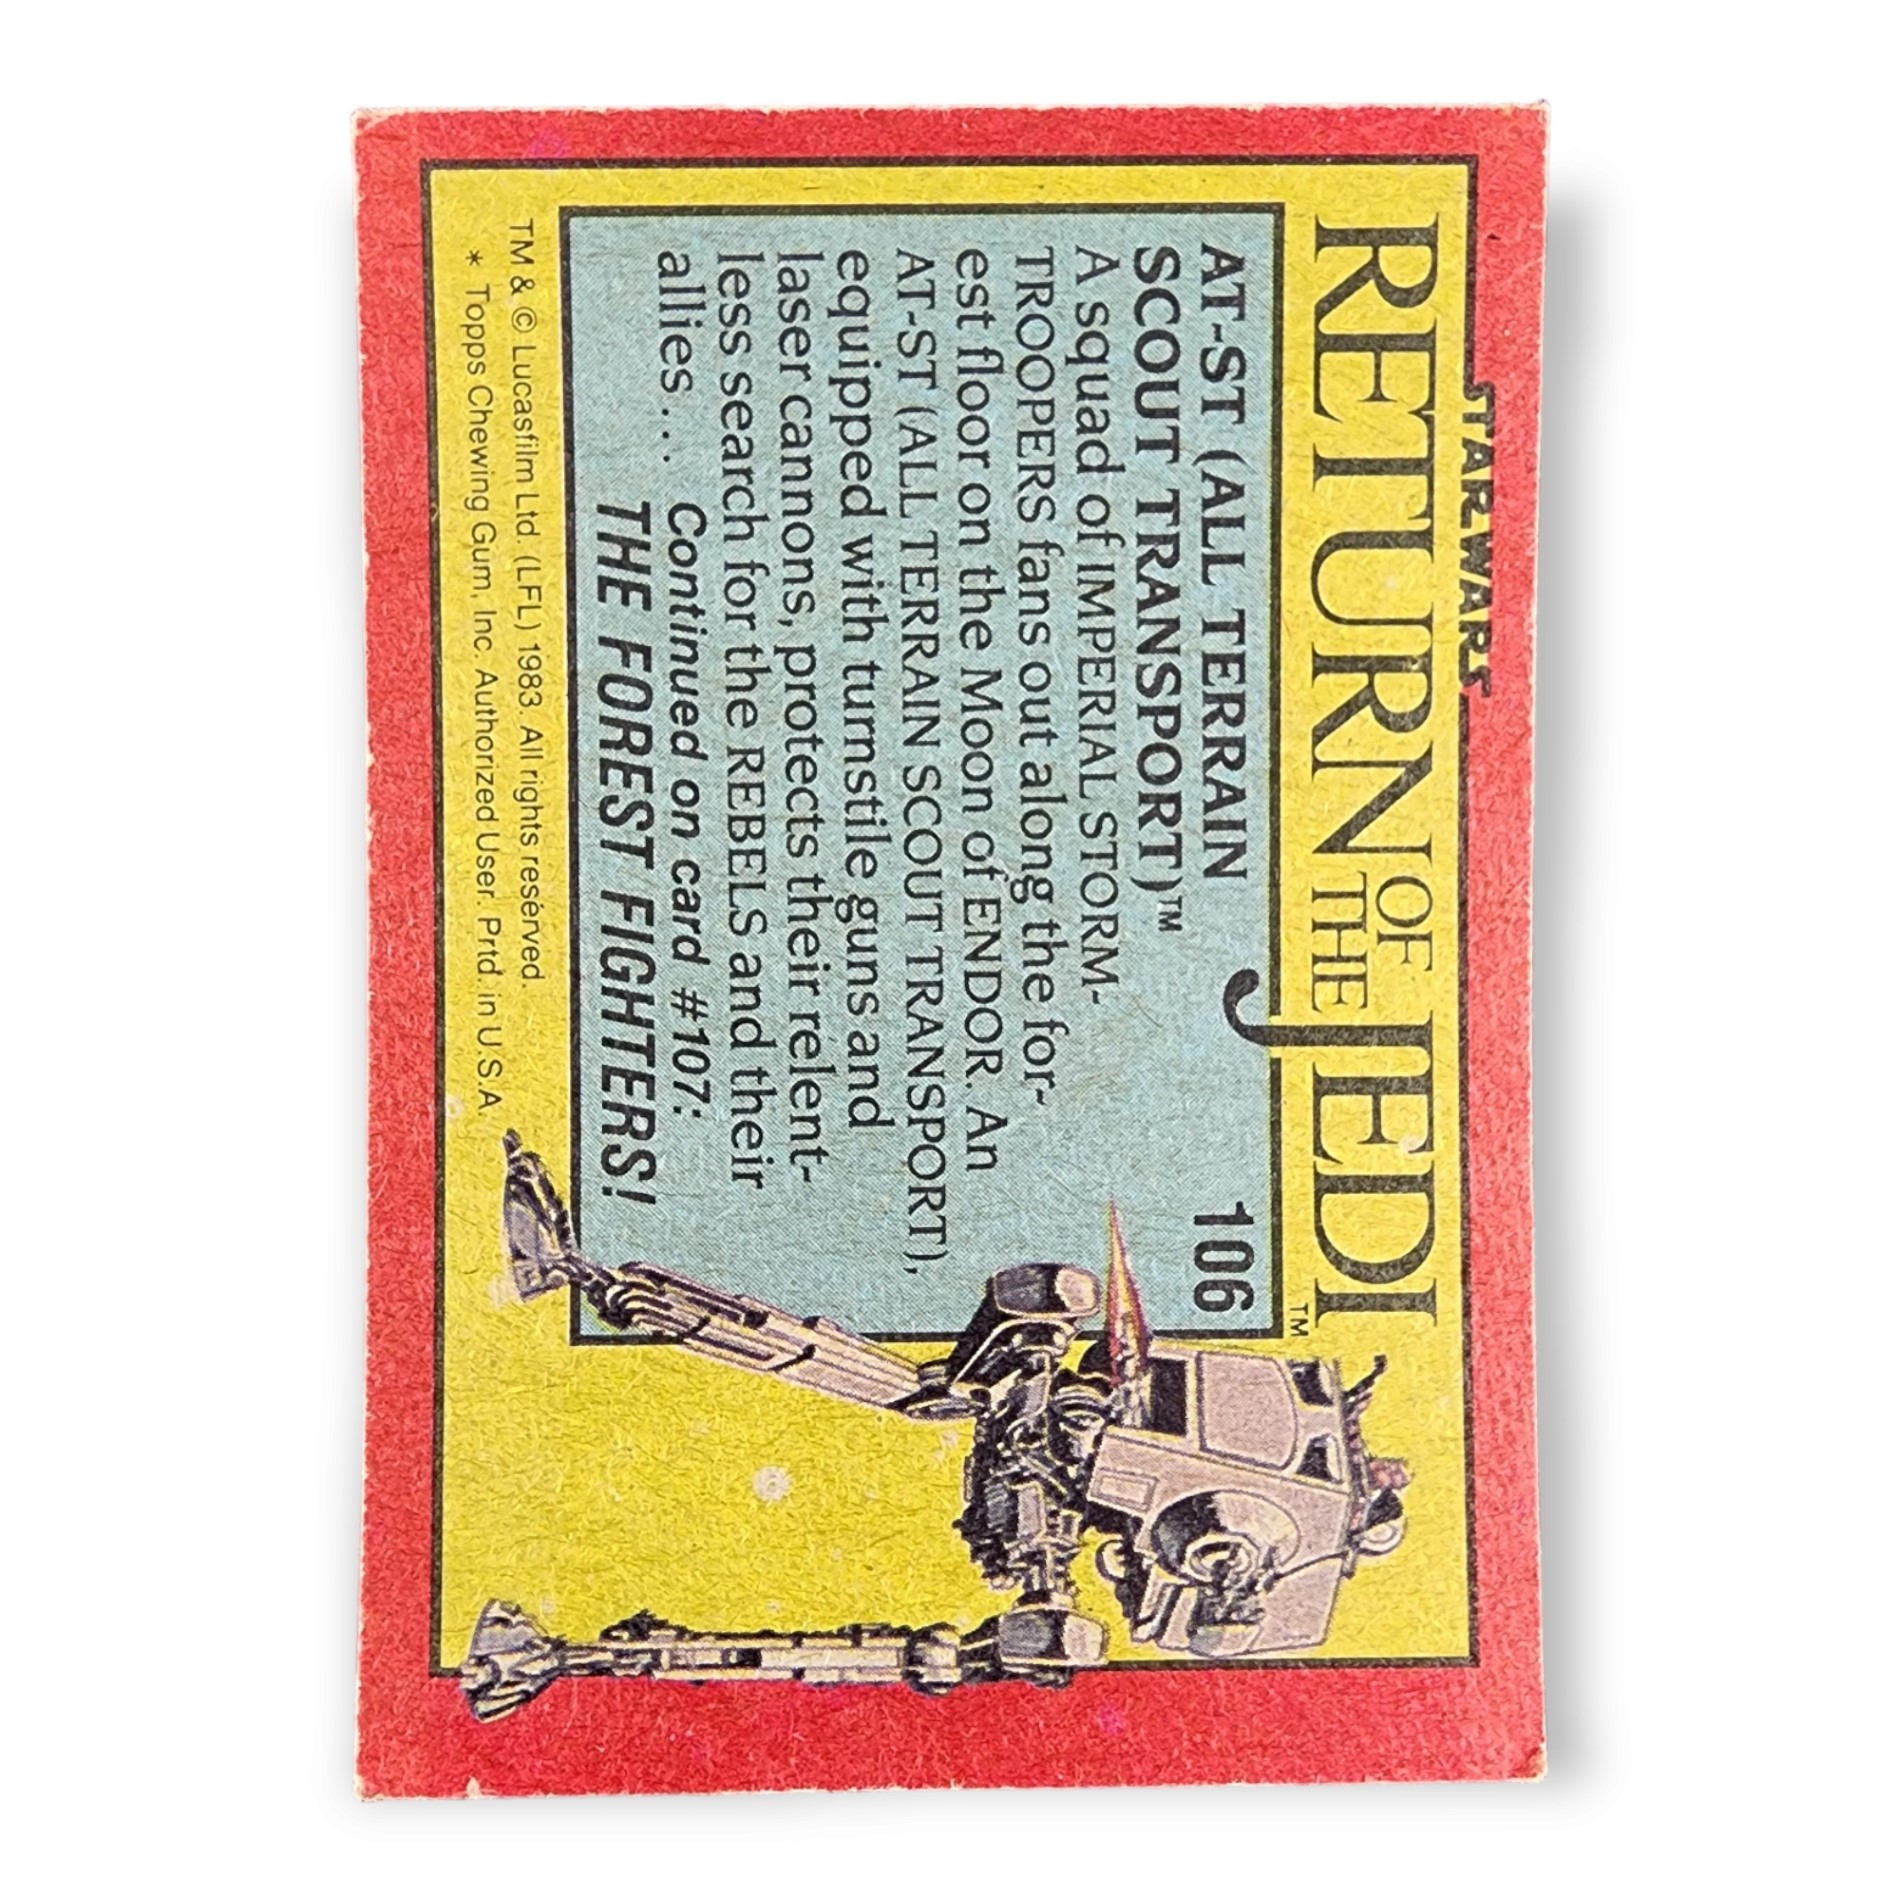 STAR WARS
RETURN OF THE JEDI™
AT-ST (ALL TERRAIN
SCOUT TRANSPORT)™
106
A squad of IMPERIAL STORM-
TROOPERS fans out along the for-
est floor on the Moon of ENDOR. An
AT-ST (ALL TERRAIN SCOUT TRANSPORT),
equipped with turnstile guns and
laser cannons, protects their relent-
less search for the REBELS and their
allies... Continued on card #107:
THE FOREST FIGHTERS!
TM & © Lucasfilm Ltd. (LFL) 1983. All rights reserved.
* Topps Chewing Gum, Inc. Authorized User. Prtd. in U.S.A.